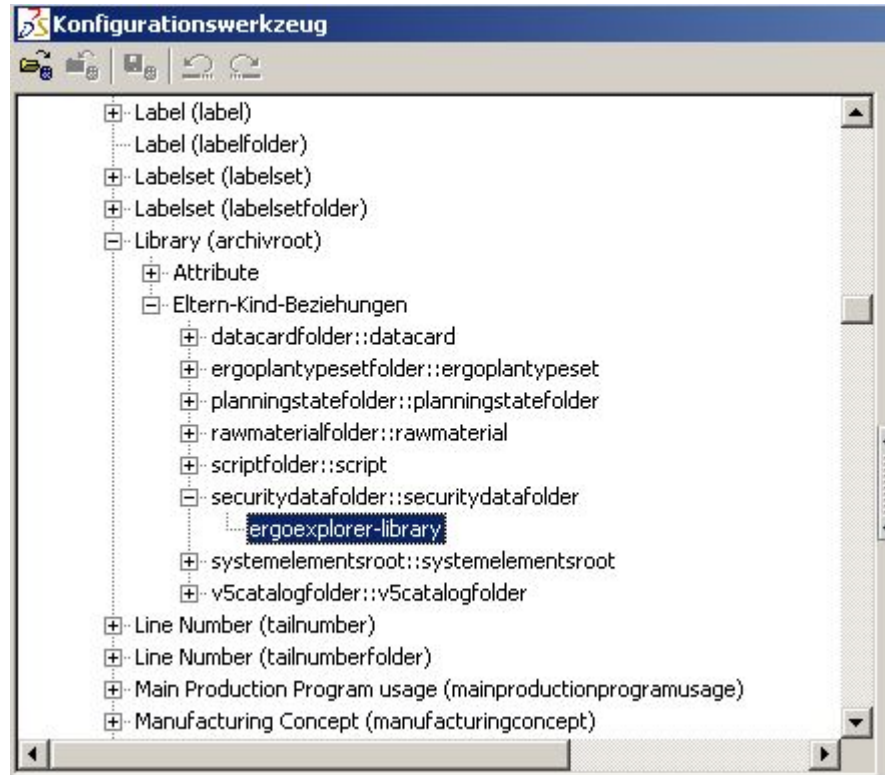 Konfigurationswerkzeug
Label (label)
Label (labelfolder)
Labelset (labelset)
Labelset (labelsetfolder)
Library (archivroot)
Attribute
Eltern-Kind-Beziehungen
datacardfolder::datacard
ergoplantypesetfolder::ergoplantypeset
planningstatefolder::planningstatefolder
rawmaterialfolder::rawmaterial
scriptfolder::script
securitydatafolder::securitydatafolder
ergoexplorer-library
systemelementsroot::systemelementsroot
v5catalogfolder::v5catalogfolder
Line Number (tailnumber)
Line Number (tailnumberfolder)
Main Production Program usage (mainproductionprogramusage)
Manufacturing Concept (manufacturingconcept)